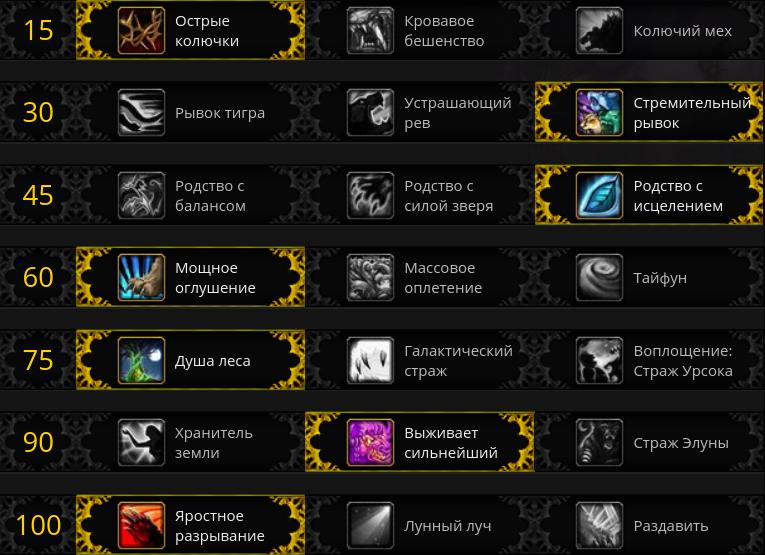 15
Острые
колючки
Кровавое
бешенство
Колючий мех
30
Рывок тигра
Устрашающий
рев
Стремительный
рывок
45
Родство с
балансом
Родство с
силой зверя
Родство с
исцелением
60
Мощное
оглушение
Массовое
оплетение
Тайфун
75
Душа леса
Галактический
страж
Воплощение:
Страж Урсока
90
Хранитель
земли
Выживает
сильнейший
Страж Элуны
100
Яростное
разрывание
Лунный луч
Раздавить